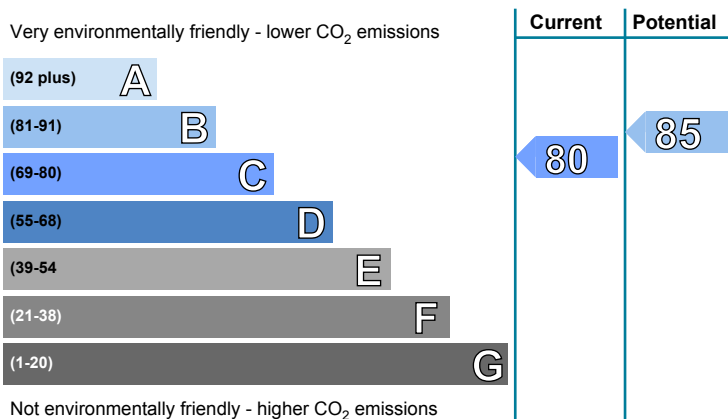 Very environmentally friendly - lower CO2 emissions
Current
Potential
(92 plus) A
(81-91) B
(69-80) C
(55-68) D
(39-54 E
(21-38) F
(1-20) G
80
85
Not environmentally friendly - higher CO2 emissions